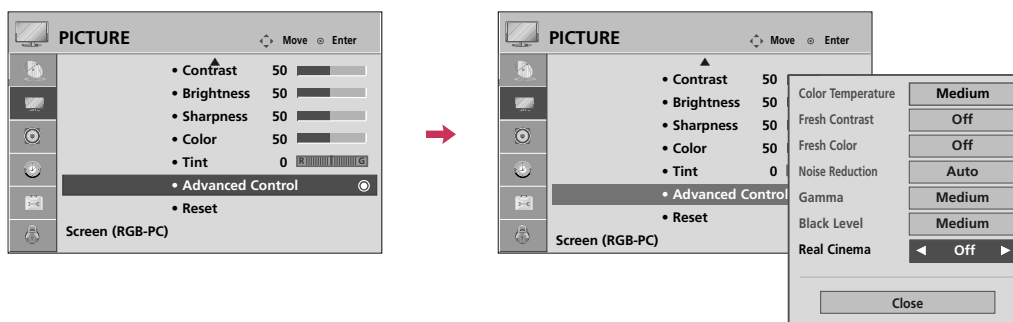 PICTURE
Move Enter
• Contrast 50
• Brightness 50
• Sharpness 50
• Color 50
• Tint 0 R G
• Advanced Control
• Reset
Screen (RGB-PC)
PICTURE
Move Enter
• Contrast 50
• Brightness 50
• Sharpness 50
• Color 50
• Tint 0
• Advanced Control
• Reset
Screen (RGB-PC)
Color Temperature Medium
Fresh Contrast Off
Fresh Color Off
Noise Reduction Auto
Gamma Medium
Black Level Medium
Real Cinema ◄ Off ►
Close